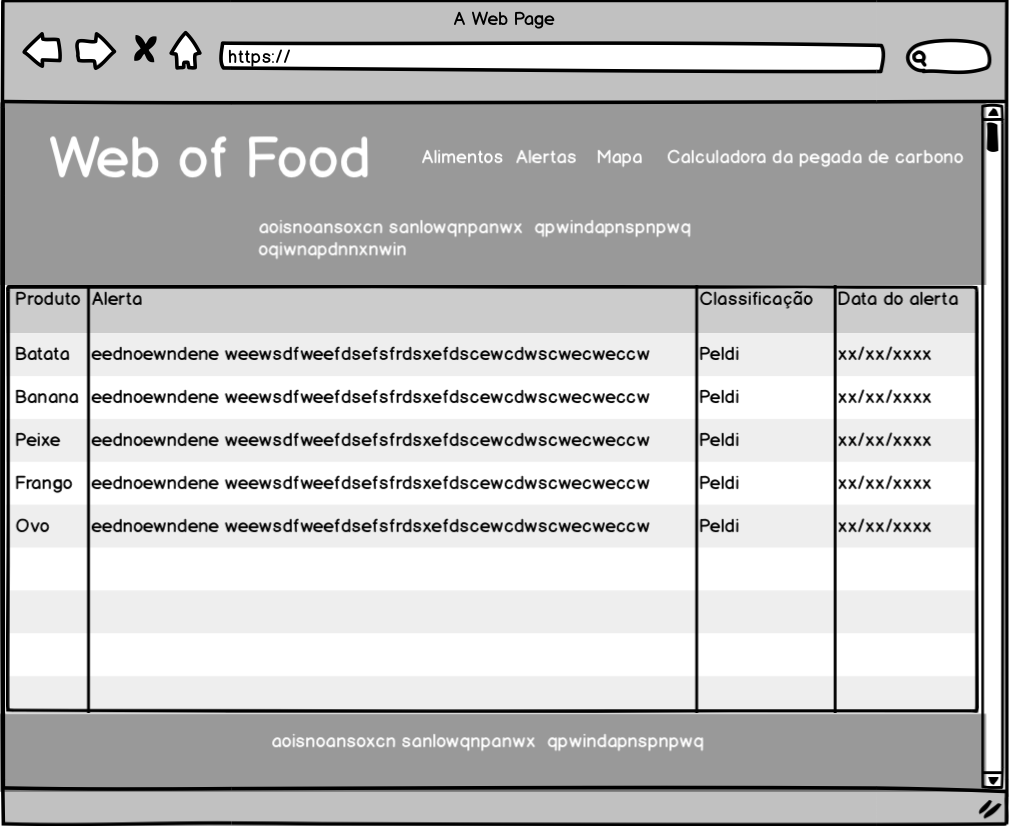 A Web Page
https://
Web of Food
Alimentos Alertas Mapa Calculadora da pegada de carbono
aoisnoansoxcn sanlowqnpanwx qpwindapnspnpwq
oqiwnapdnnxnwin
Produto Alerta Classificação Data do alerta
Batata eednoewndene weewsdfweefdsefsfrdsxefdscewcdwscwecweccw Peldi xx/xx/xxxx
Banana eednoewndene weewsdfweefdsefsfrdsxefdscewcdwscwecweccw Peldi xx/xx/xxxx
Peixe eednoewndene weewsdfweefdsefsfrdsxefdscewcdwscwecweccw Peldi xx/xx/xxxx
Frango eednoewndene weewsdfweefdsefsfrdsxefdscewcdwscwecweccw Peldi xx/xx/xxxx
Ovo eednoewndene weewsdfweefdsefsfrdsxefdscewcdwscwecweccw Peldi xx/xx/xxxx
aoisnoansoxcn sanlowqnpanwx qpwindapnspnpwq